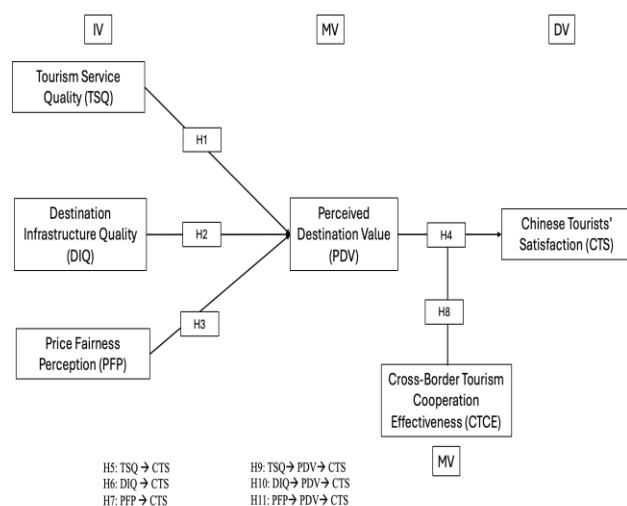 IV
MV
DV
Tourism Service
Quality (TSQ)
H1
Destination
Infrastructure Quality
(DIQ)
H2
Perceived
Destination Value
(PDV)
H4
Chinese Tourists'
Satisfaction (CTS)
H3
H8
Price Fairness
Perception (PFP)
Cross-Border Tourism
Cooperation
Effectiveness (CTCE)
MV
H5: TSQ → CTS
H6: DIQ → CTS
H7: PFP → CTS
H9: TSQ→ PDV→ CTS
H10: DIQ→ PDV→ CTS
H11: PFP→ PDV→ CTS